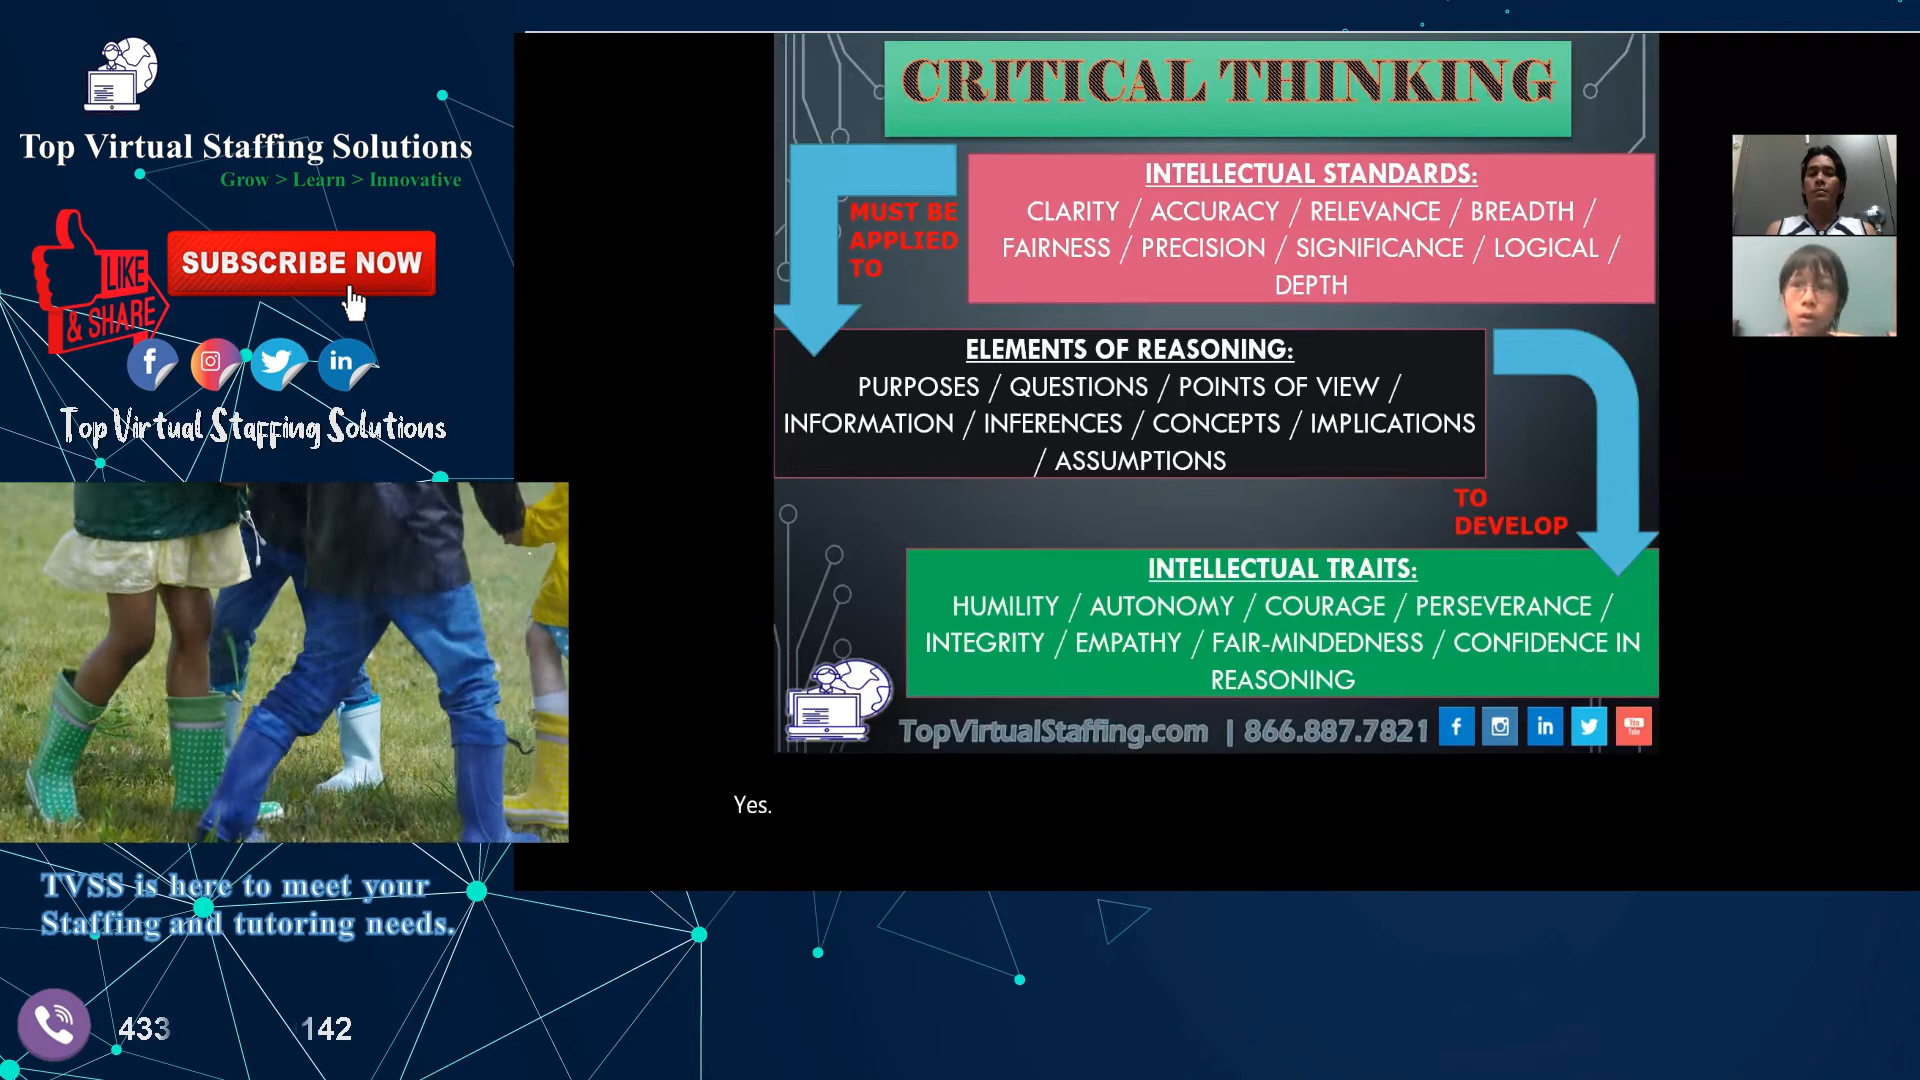 Top Virtual Staffing Solutions
Grow > Learn > Innovative
LIKE
& SHARE
SUBSCRIBE NOW
Top Virtual Staffing Solutions
TVSS is here to meet your
Staffing and tutoring needs.
433
142
CRITICAL THINKING
MUST BE
APPLIED
TO
INTELLECTUAL STANDARDS:
CLARITY / ACCURACY / RELEVANCE / BREADTH /
FAIRNESS / PRECISION / SIGNIFICANCE / LOGICAL /
DEPTH
ELEMENTS OF REASONING:
PURPOSES / QUESTIONS / POINTS OF VIEW /
INFORMATION / INFERENCES / CONCEPTS / IMPLICATIONS
/ ASSUMPTIONS
TO
DEVELOP
INTELLECTUAL TRAITS:
HUMILITY / AUTONOMY / COURAGE / PERSEVERANCE /
INTEGRITY / EMPATHY / FAIR-MINDEDNESS / CONFIDENCE IN
REASONING
TopVirtualStaffing.com | 866.887.7821
Yes.